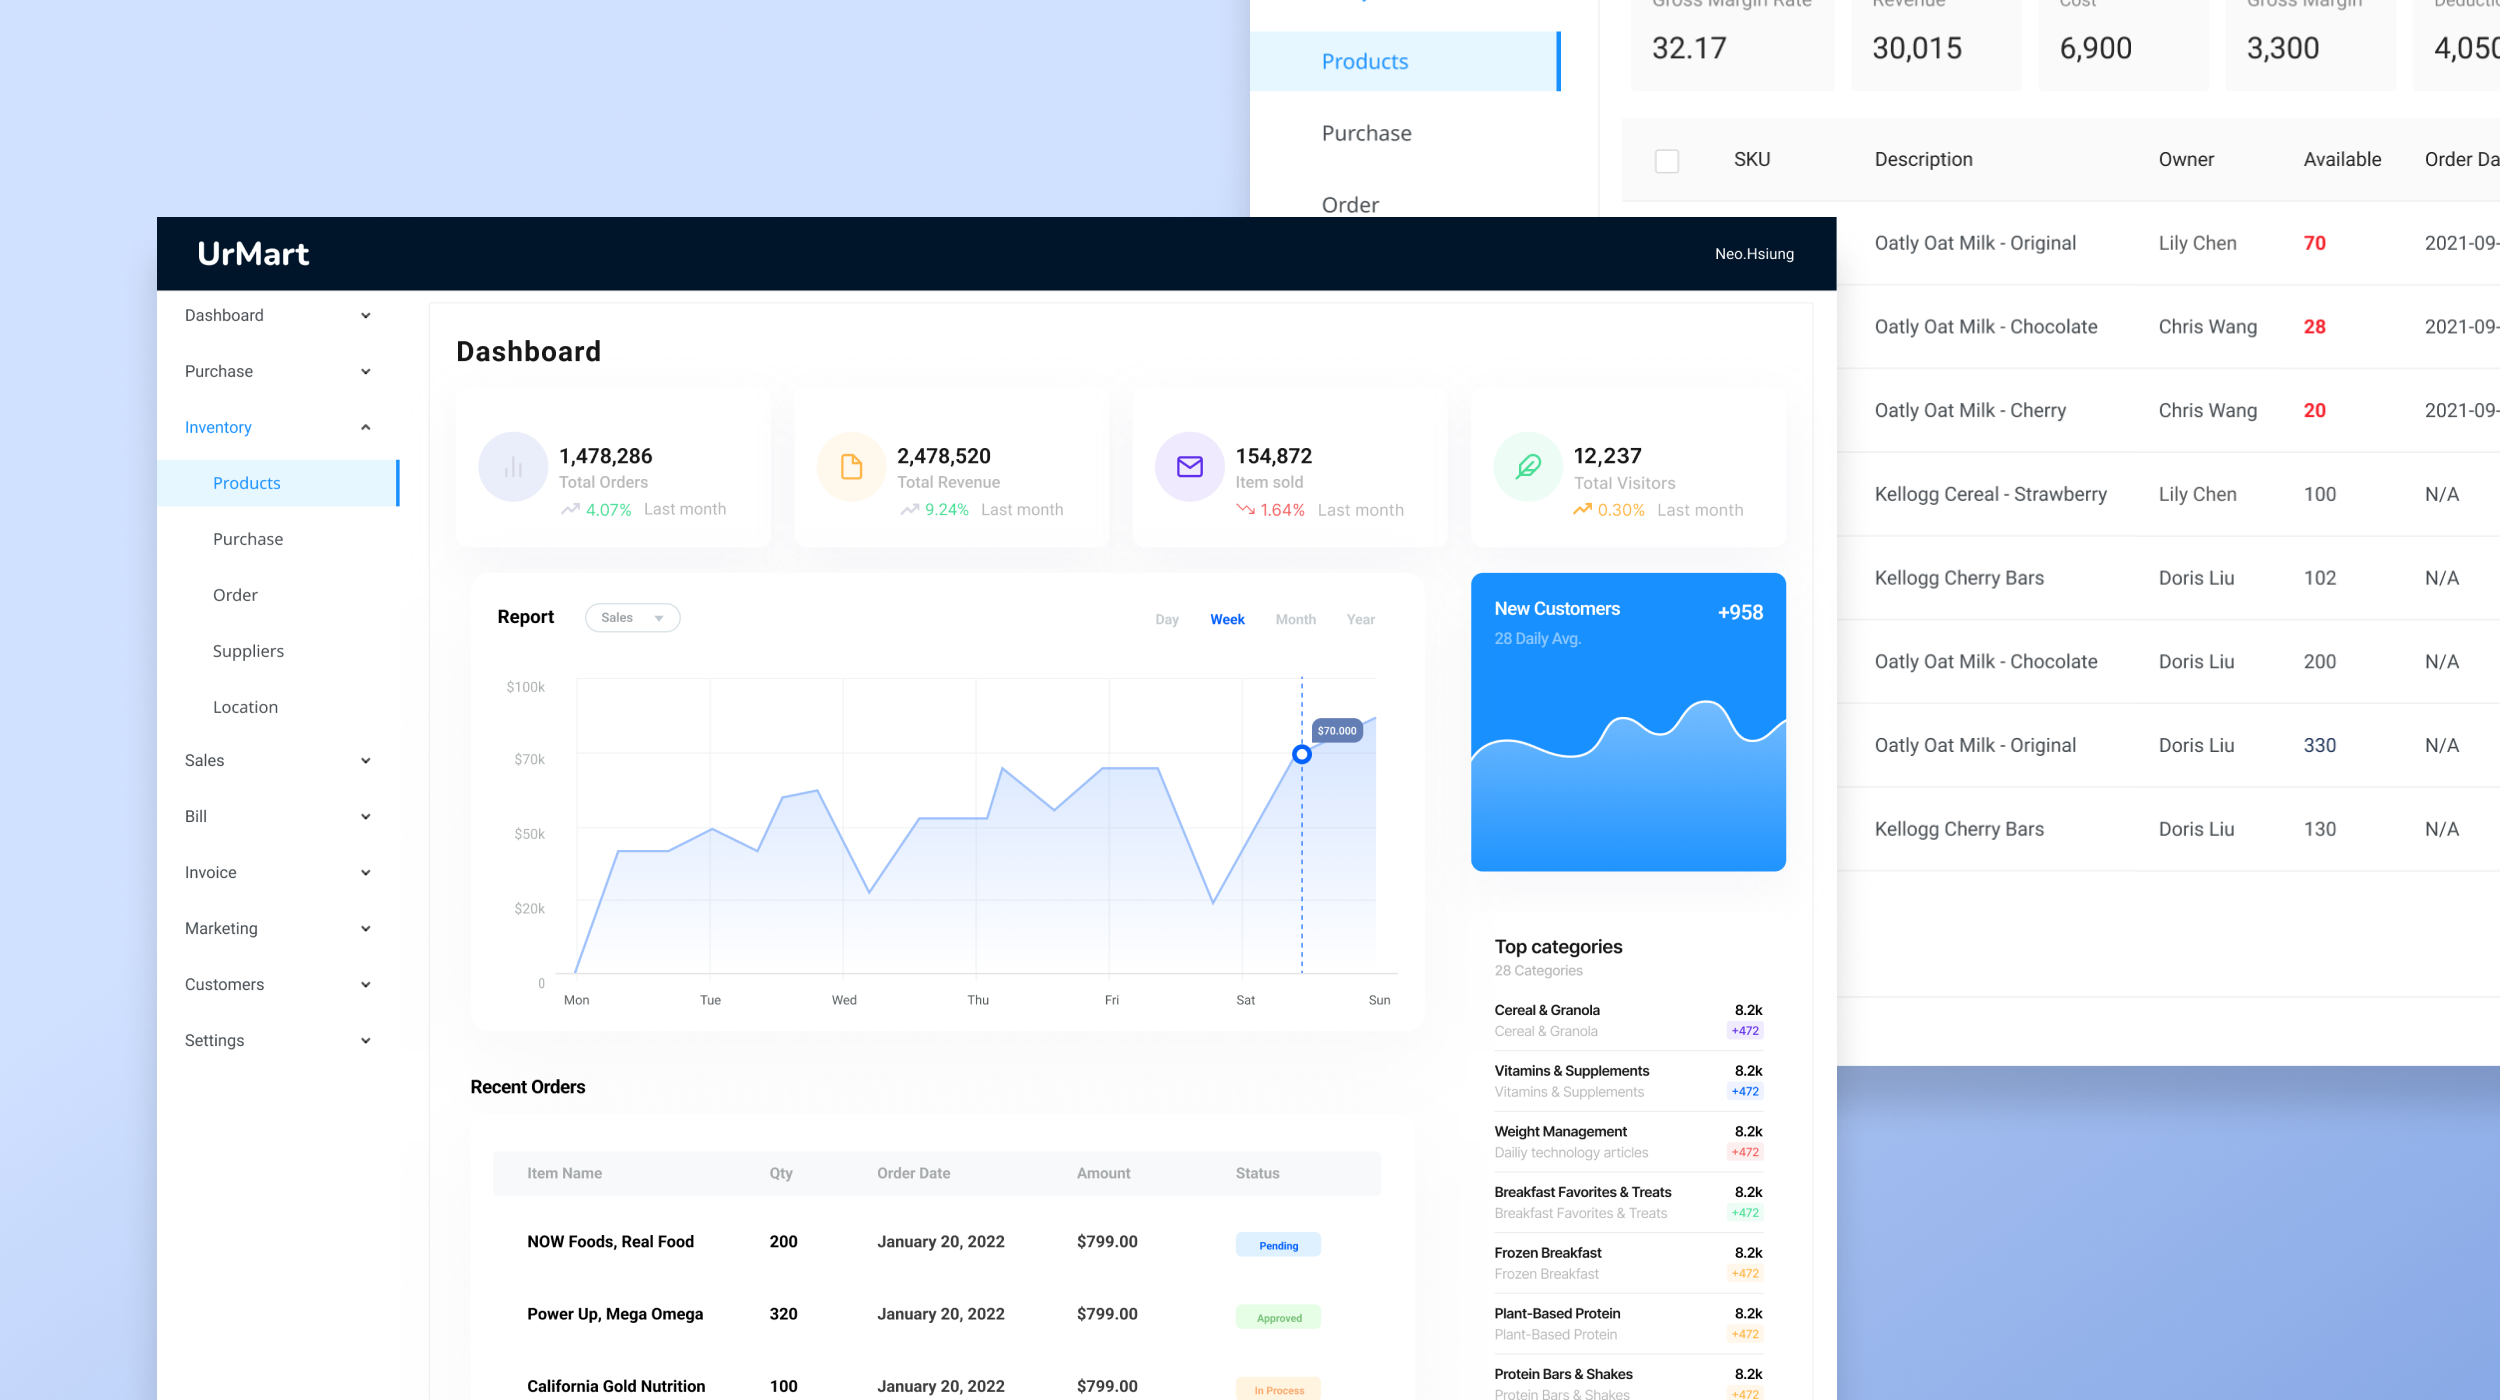 Gross Margin Rate Revenue Cost Gross Margin
32.17 30,015 6,900 3,300
Products
Purchase
Order
SKU Description Owner Available
Oatly Oat Milk - Original Lily Chen 70 2021-09-
Oatly Oat Milk - Chocolate Chris Wang 28 2021-09-
Oatly Oat Milk - Cherry Chris Wang 20 2021-09-
Kellogg Cereal - Strawberry Lily Chen 100 N/A
Kellogg Cherry Bars Doris Liu 102 N/A
Oatly Oat Milk - Chocolate Doris Liu 200 N/A
Oatly Oat Milk - Original Doris Liu 330 N/A
Kellogg Cherry Bars Doris Liu 130 N/A
UrMart
Neo.Hsiung
Dashboard
Purchase
Inventory
Products
Purchase
Order
Suppliers
Location
Sales
Bill
Invoice
Marketing
Customers
Settings
Dashboard
1,478,286
Total Orders
4.07% Last month
2,478,520
Total Revenue
9.24% Last month
154,872
Item sold
1.64% Last month
12,237
Total Visitors
0.30% Last month
Report
Sales
Day Week Month Year
$100k
$70k
$50k
$20k
0
$70.000
Mon Tue Wed Thu Fri Sat Sun
New Customers +958
28 Daily Avg.
Top categories
28 Categories
Cereal & Granola 8.2k
Cereal & Granola +472
Vitamins & Supplements 8.2k
Vitamins & Supplements +472
Weight Management 8.2k
Dailiy technology articles +472
Breakfast Favorites & Treats 8.2k
Breakfast Favorites & Treats +472
Frozen Breakfast 8.2k
Frozen Breakfast +472
Plant-Based Protein 8.2k
Plant-Based Protein +472
Protein Bars & Shakes 8.2k
Protein Bars & Shakes +472
Recent Orders
Item Name Qty Order Date Amount Status
NOW Foods, Real Food 200 January 20, 2022 $799.00 Pending
Power Up, Mega Omega 320 January 20, 2022 $799.00 Approved
California Gold Nutrition 100 January 20, 2022 $799.00 In Process